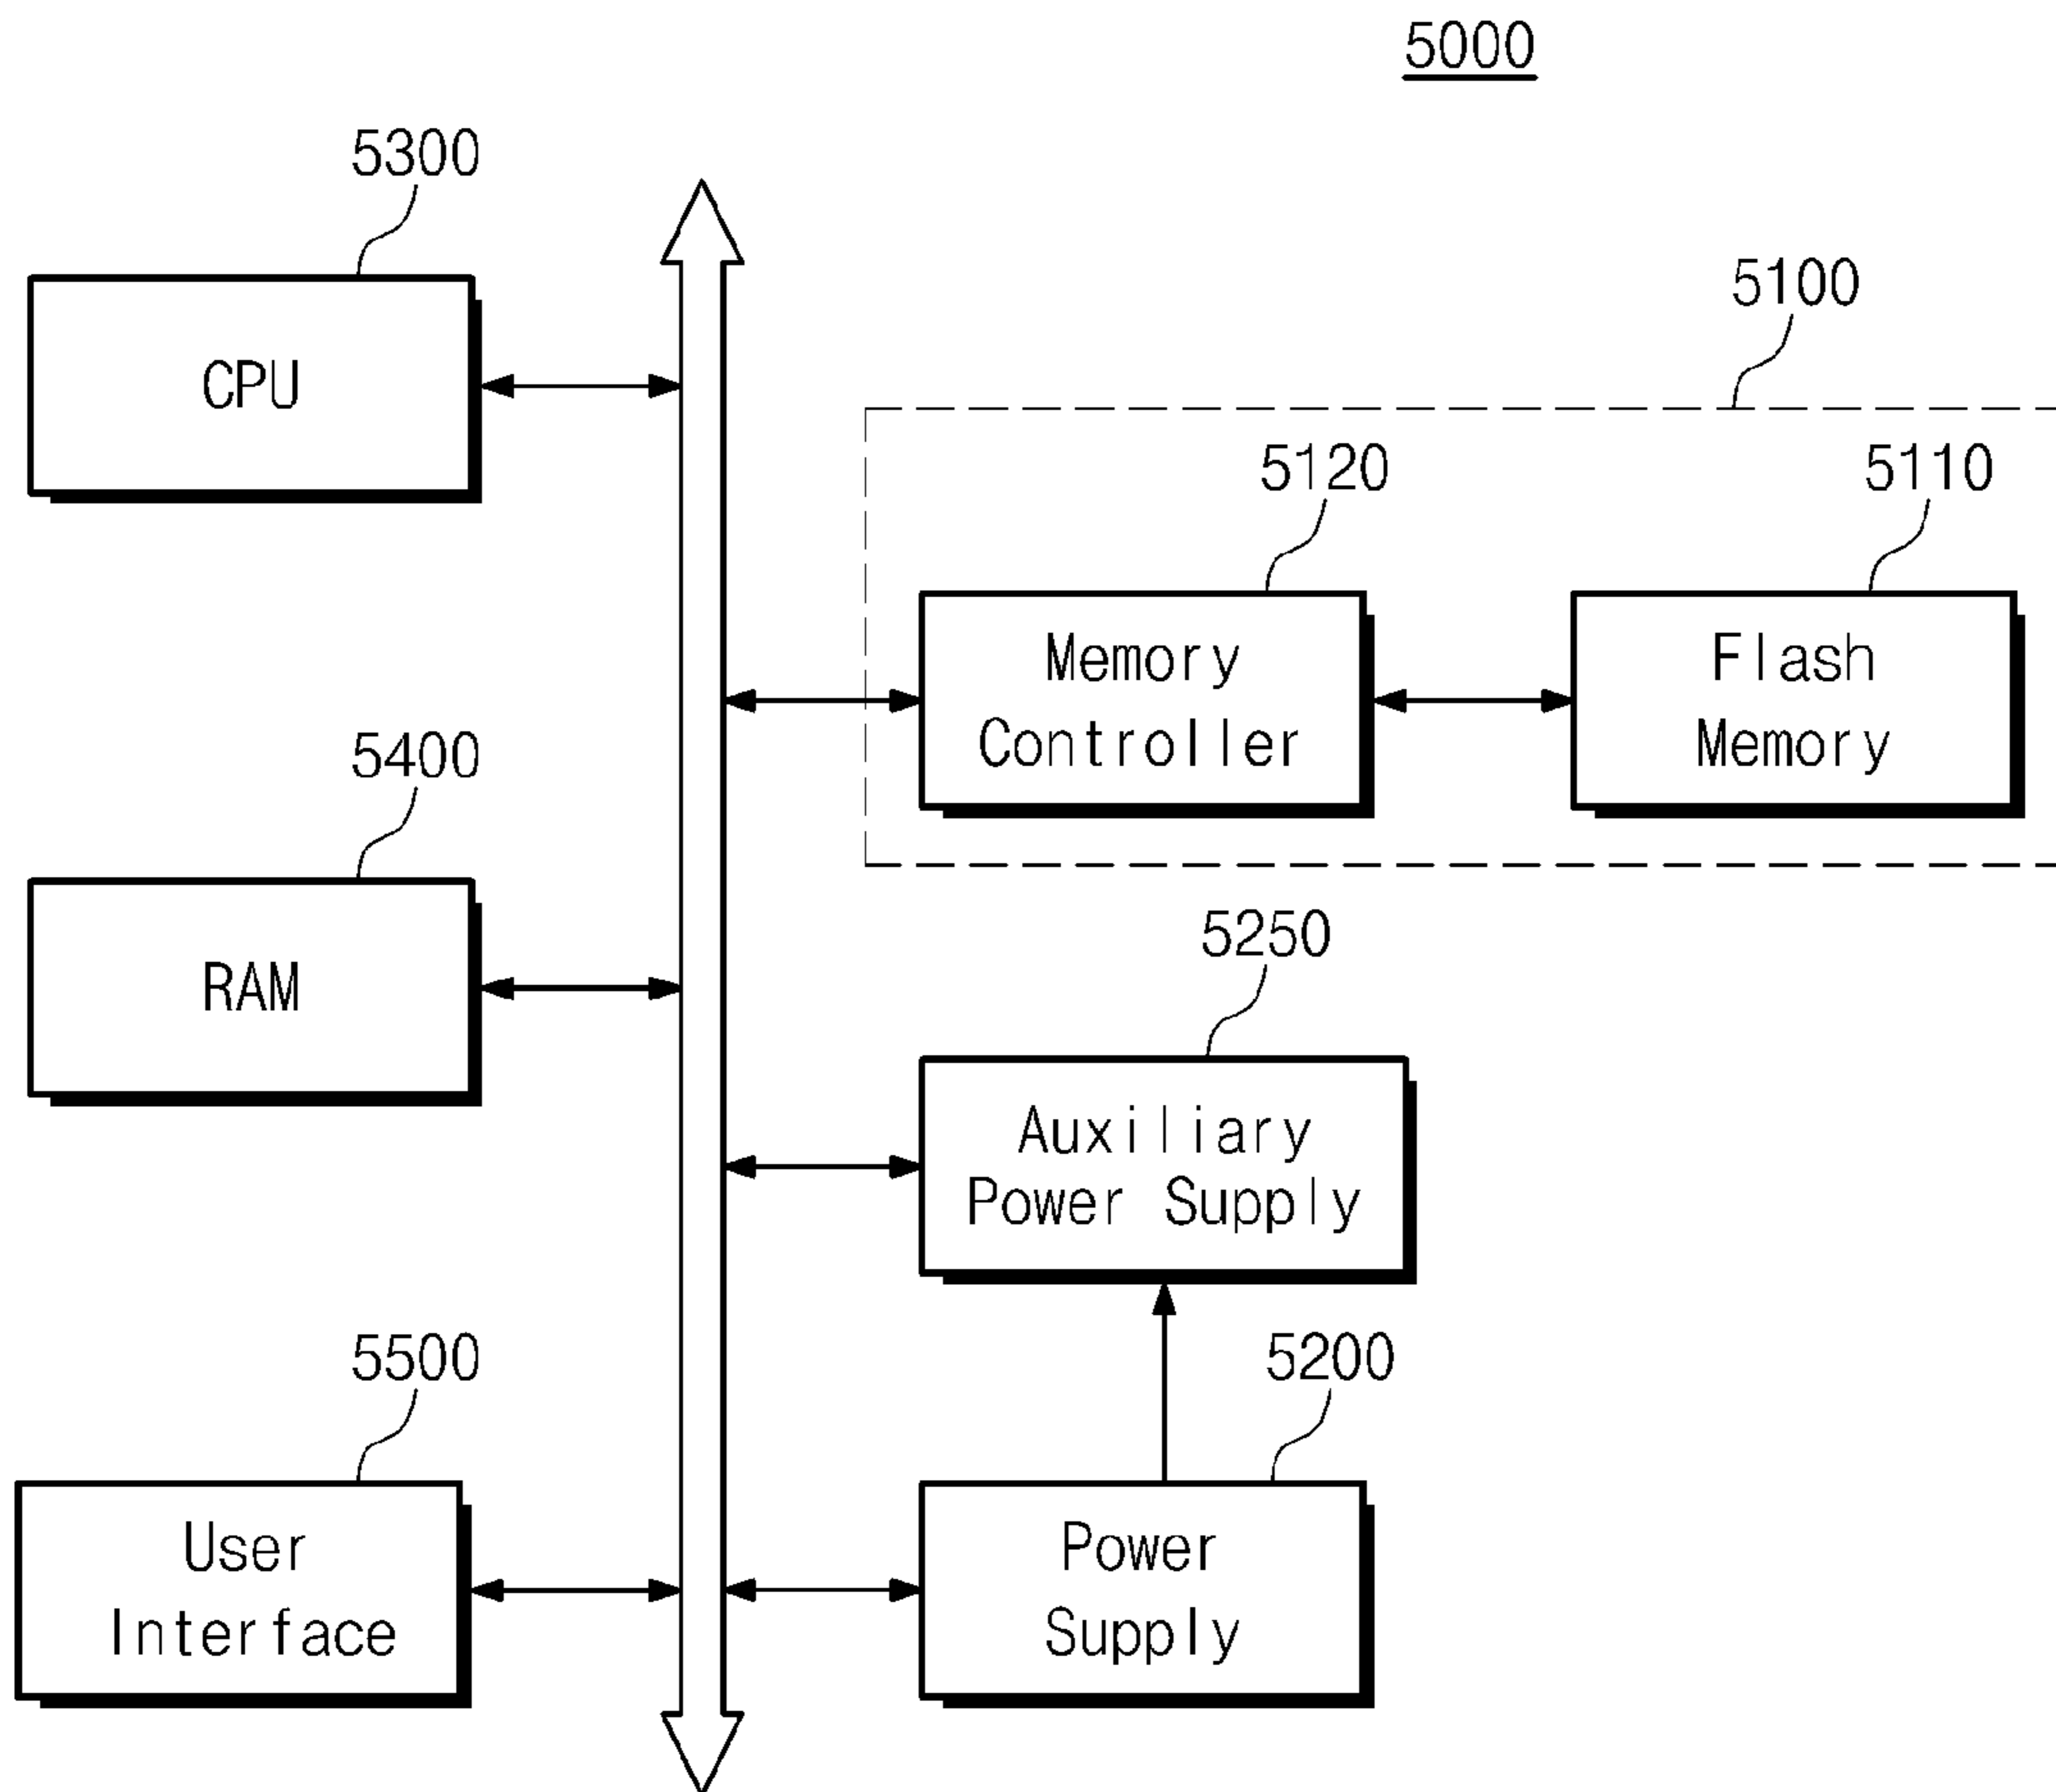 5000
5300
CPU
5100
5120
5110
Memory
Controller
Flash
Memory
5400
RAM
5250
Auxiliary
Power Supply
5500
User
Interface
5200
Power
Supply